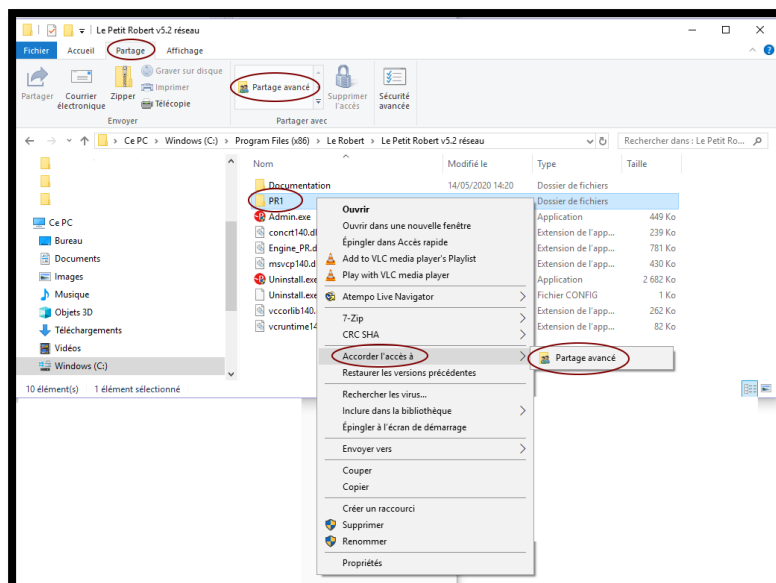 Le Petit Robert v5.2 réseau
Fichier Accueil Partage Affichage
Partager
Courrier électronique
Zipper
Graver sur disque
Imprimer
Télécopie
Envoyer
Partage avancé
Supprimer l'accès
Partager avec
Sécurité avancée
Ce PC > Windows (C:) > Program Files (x86) > Le Robert > Le Petit Robert v5.2 réseau
Rechercher dans : Le Petit Ro...
Ce PC
Bureau
Documents
Images
Musique
Objets 3D
Téléchargements
Vidéos
Windows (C:)
Nom Modifié le Type Taille
Documentation 14/05/2020 14:20 Dossier de fichiers
PR1 Dossier de fichiers
Admin.exe Application 449 Ko
concrt140.dl Extension de l'app... 239 Ko
Engine_PR.d Extension de l'app... 781 Ko
msvcp140.d Extension de l'app... 430 Ko
Uninstall.exe Application 2 682 Ko
Uninstall.exe Fichier CONFIG 1 Ko
vccorlib140. Extension de l'app... 262 Ko
vcruntime14 Extension de l'app... 82 Ko
Ouvrir
Ouvrir dans une nouvelle fenêtre
Épingler dans Accès rapide
Add to VLC media player's Playlist
Play with VLC media player
Atempo Live Navigator
7-Zip
CRC SHA
Accorder l'accès à
Partage avancé
Restaurer les versions précédentes
Rechercher les virus...
Inclure dans la bibliothèque
Épingler à l'écran de démarrage
Envoyer vers
Couper
Copier
Créer un raccourci
Supprimer
Renommer
Propriétés
10 élément(s) 1 élément sélectionné